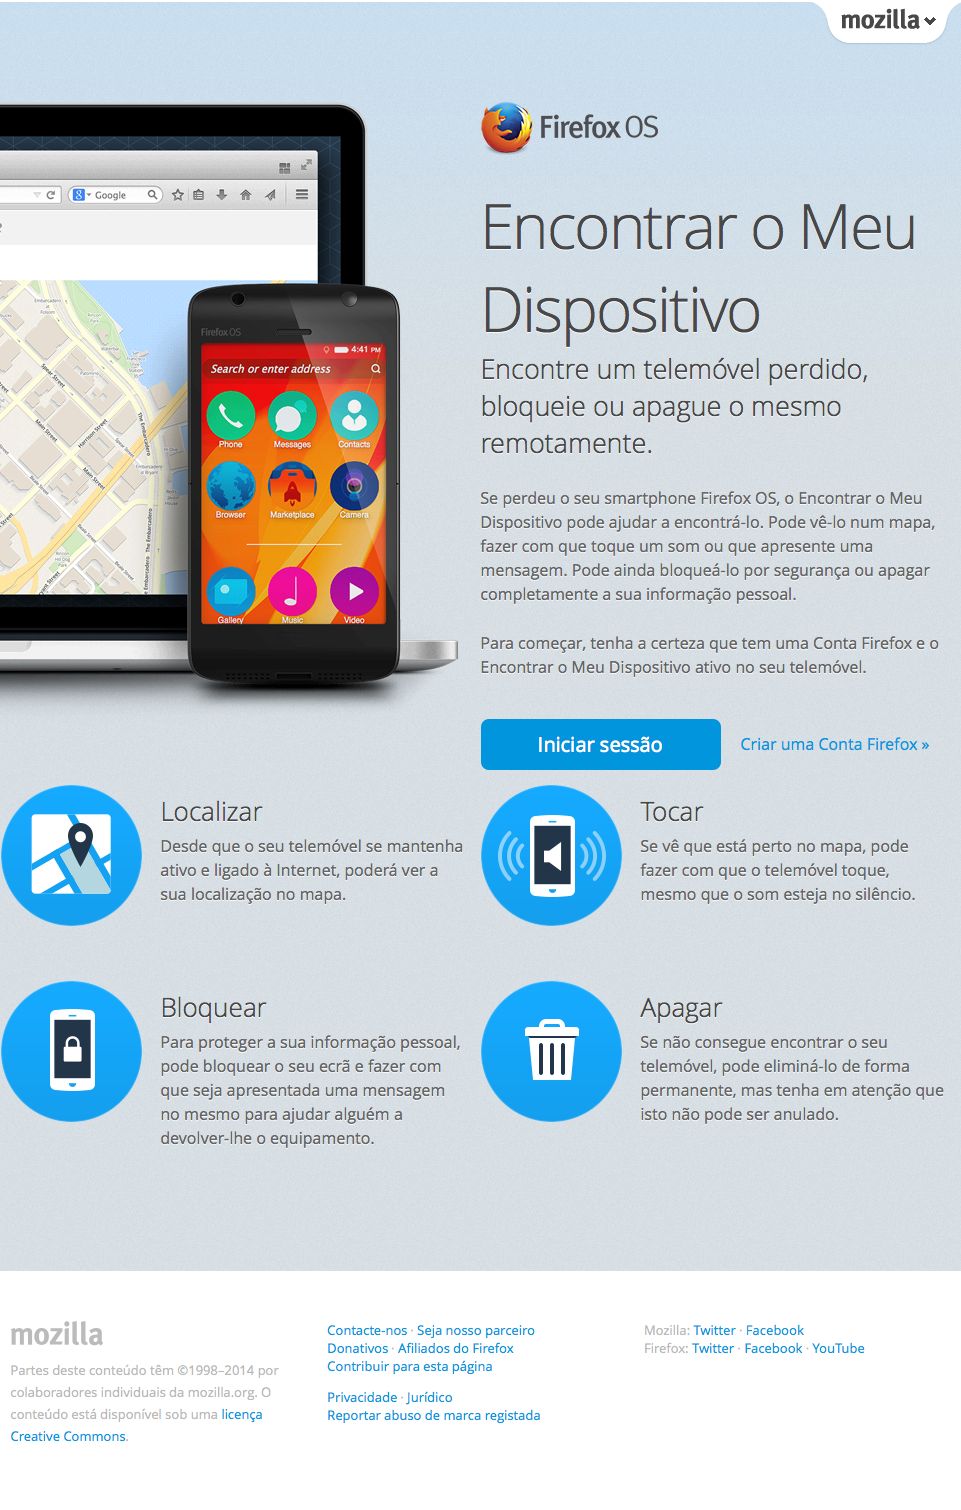 mozilla
Firefox OS
Google
Encontrar o Meu
Dispositivo
Encontre um telemóvel perdido,
bloqueie ou apague o mesmo
remotamente.
Se perdeu o seu smartphone Firefox OS, o Encontrar o Meu
Dispositivo pode ajudar a encontrá-lo. Pode vê-lo num mapa,
fazer com que toque um som ou que apresente uma
mensagem. Pode ainda bloqueá-lo por segurança ou apagar
completamente a sua informação pessoal.
Para começar, tenha a certeza que tem uma Conta Firefox e o
Encontrar o Meu Dispositivo ativo no seu telemóvel.
Iniciar sessão
Criar uma Conta Firefox »
Spear Street
Main Street
Harrison Street
The Embarcadero
The Embarcadero
Firefox OS
4:41 PM
Search or enter address
Phone Messages Contacts
Browser Marketplace Camera
Gallery Music Video
Localizar
Desde que o seu telemóvel se mantenha
ativo e ligado à Internet, poderá ver a
sua localização no mapa.
Tocar
Se vê que está perto no mapa, pode
fazer com que o telemóvel toque,
mesmo que o som esteja no silêncio.
Bloquear
Para proteger a sua informação pessoal,
pode bloquear o seu ecrã e fazer com
que seja apresentada uma mensagem
no mesmo para ajudar alguém a
devolver-lhe o equipamento.
Apagar
Se não consegue encontrar o seu
telemóvel, pode eliminá-lo de forma
permanente, mas tenha em atenção que
isto não pode ser anulado.
mozilla
Partes deste conteúdo têm ©1998–2014 por
colaboradores individuais da mozilla.org. O
conteúdo está disponível sob uma licença
Creative Commons.
Contacte-nos · Seja nosso parceiro
Donativos · Afiliados do Firefox
Contribuir para esta página
Privacidade · Jurídico
Reportar abuso de marca registada
Mozilla: Twitter · Facebook
Firefox: Twitter · Facebook · YouTube